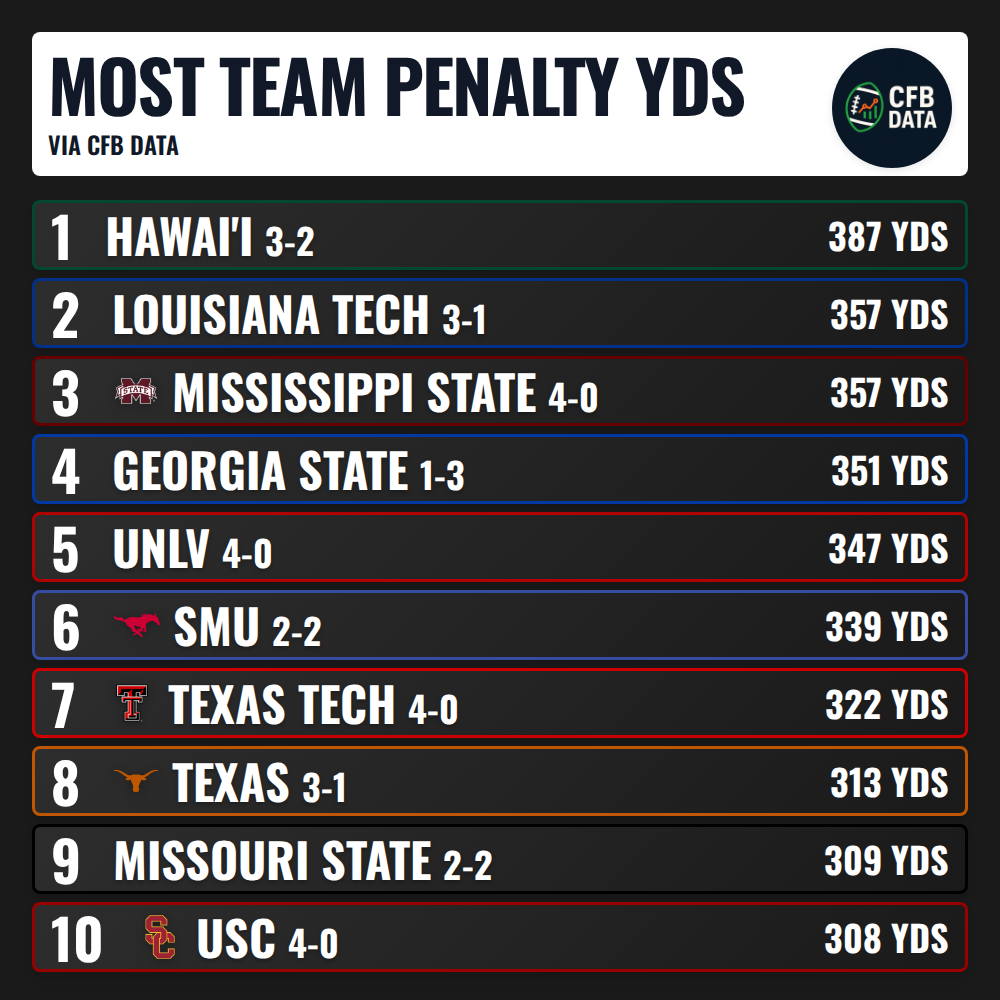 MOST TEAM PENALTY YDS
VIA CFB DATA
CFB
DATA
1 HAWAI'I 3-2 387 YDS
2 LOUISIANA TECH 3-1 357 YDS
3 STATE MISSISSIPPI STATE 4-0 357 YDS
4 GEORGIA STATE 1-3 351 YDS
5 UNLV 4-0 347 YDS
6 SMU 2-2 339 YDS
7 TEXAS TECH 4-0 322 YDS
8 TEXAS 3-1 313 YDS
9 MISSOURI STATE 2-2 309 YDS
10 SC USC 4-0 308 YDS